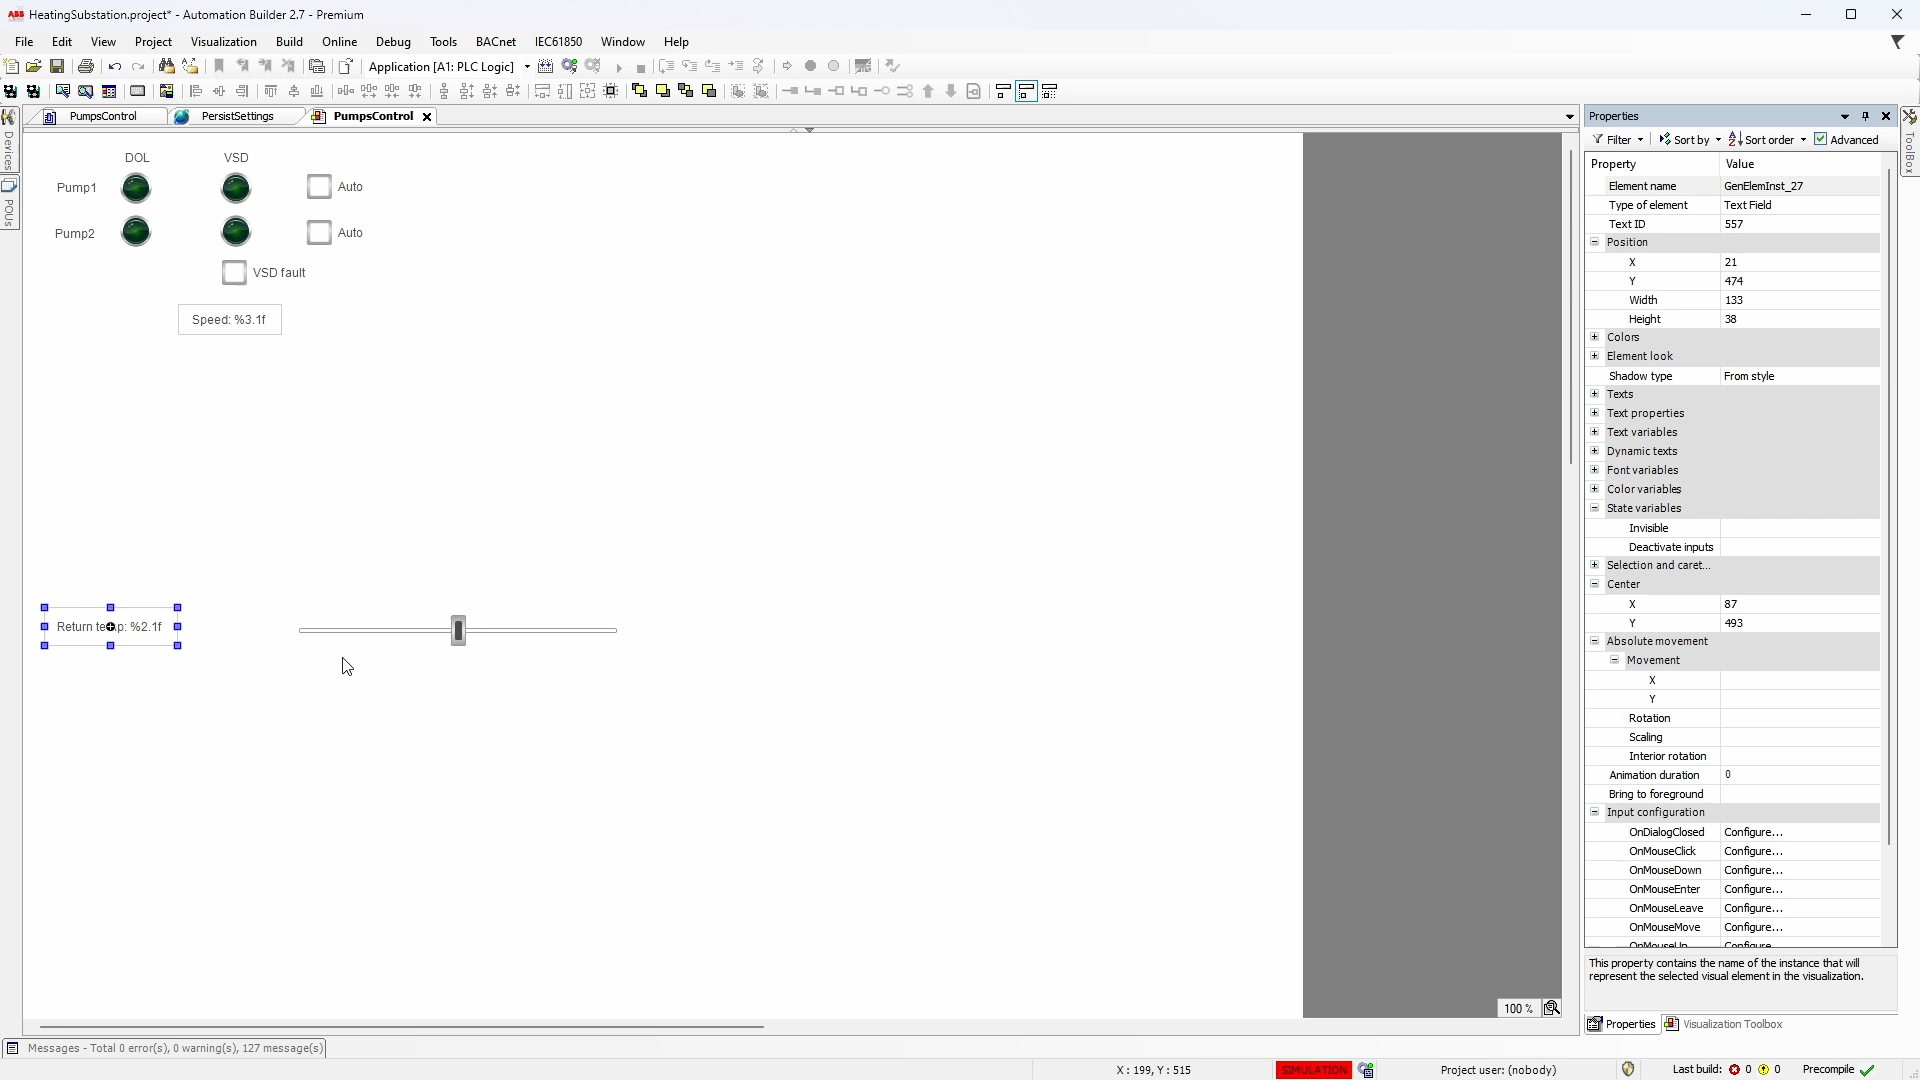 ABB HeatingSubstation.project* - Automation Builder 2.7 - Premium
File Edit View Project Visualization Build Online Debug Tools BACnet IEC61850 Window Help
Application [A1: PLC Logic]
PumpsControl PersistSettings PumpsControl
Devices
POUs
DOL VSD
Pump1 Auto
Pump2 Auto
VSD fault
Speed: %3.1f
Return temp: %2.1f
100 %
Properties
Filter Sort by Sort order Advanced
Property Value
Element name GenElemInst_27
Type of element Text Field
Text ID 557
Position
X 21
Y 474
Width 133
Height 38
Colors
Element look
Shadow type From style
Texts
Text properties
Text variables
Dynamic texts
Font variables
Color variables
State variables
Invisible
Deactivate inputs
Selection and caret...
Center
X 87
Y 493
Absolute movement
Movement
X
Y
Rotation
Scaling
Interior rotation
Animation duration 0
Bring to foreground
Input configuration
OnDialogClosed Configure...
OnMouseClick Configure...
OnMouseDown Configure...
OnMouseEnter Configure...
OnMouseLeave Configure...
OnMouseMove Configure...
OnMouseUp Configure...
This property contains the name of the instance that will
represent the selected visual element in the visualization.
Properties Visualization Toolbox
ToolBox
Messages - Total 0 error(s), 0 warning(s), 127 message(s)
X : 199, Y : 515 SIMULATION Project user: (nobody) Last build: 0 0 Precompile